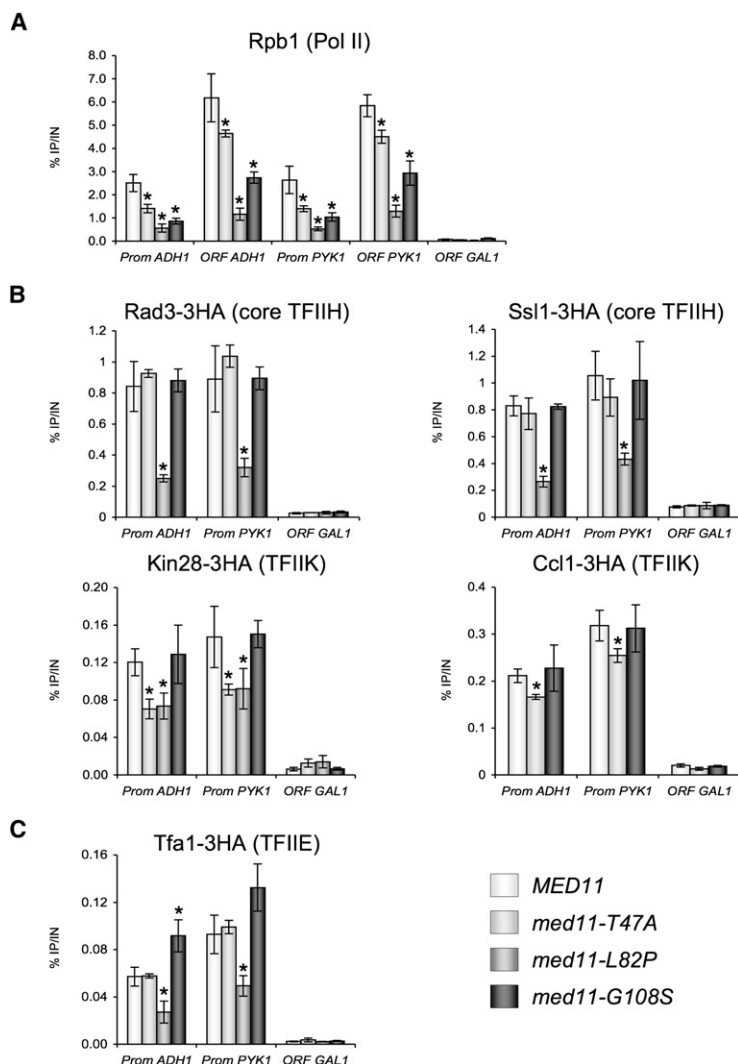 A
Rpb1 (Pol II)
% IP/IN
8.0
7.0
6.0
5.0
4.0
3.0
2.0
1.0
0.0
* * * * * * * * * * * *
Prom ADH1 ORF ADH1 Prom PYK1 ORF PYK1 ORF GAL1
B
Rad3-3HA (core TFIIH)
% IP/IN
1.2
1
0.8
0.6
0.4
0.2
0
* *
Prom ADH1 Prom PYK1 ORF GAL1
Ssl1-3HA (core TFIIH)
% IP/IN
1.4
1.2
1
0.8
0.6
0.4
0.2
0
* *
Prom ADH1 Prom PYK1 ORF GAL1
Kin28-3HA (TFIIK)
% IP/IN
0.20
0.16
0.12
0.08
0.04
0.00
* * * *
Prom ADH1 Prom PYK1 ORF GAL1
Ccl1-3HA (TFIIK)
% IP/IN
0.4
0.3
0.2
0.1
0
* *
Prom ADH1 Prom PYK1 ORF GAL1
C
Tfa1-3HA (TFIIE)
% IP/IN
0.16
0.12
0.08
0.04
0.00
* * *
Prom ADH1 Prom PYK1 ORF GAL1
MED11
med11-T47A
med11-L82P
med11-G108S